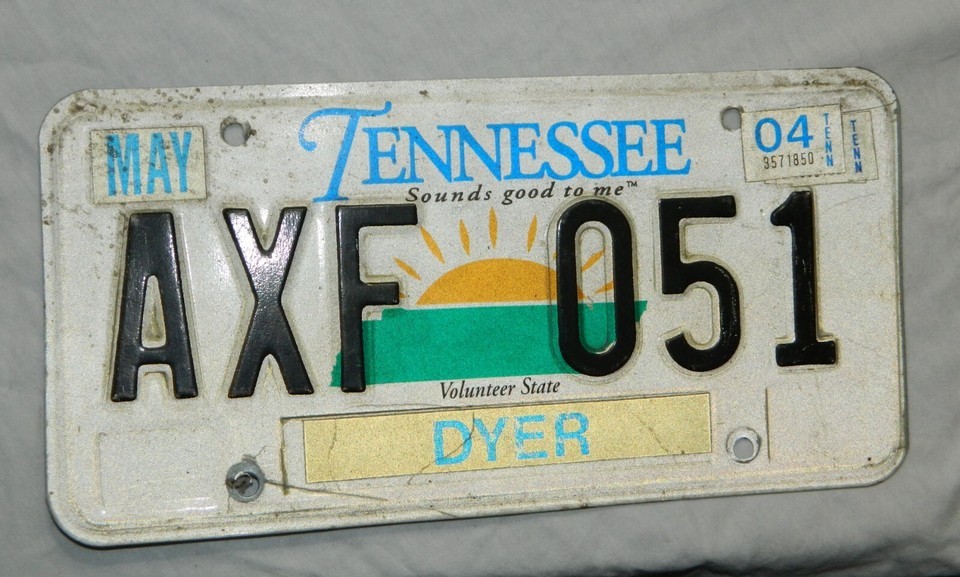 MAY
TENNESSEE
04
TENN
TENN
3571850
Sounds good to me™
AXF 051
Volunteer State
DYER